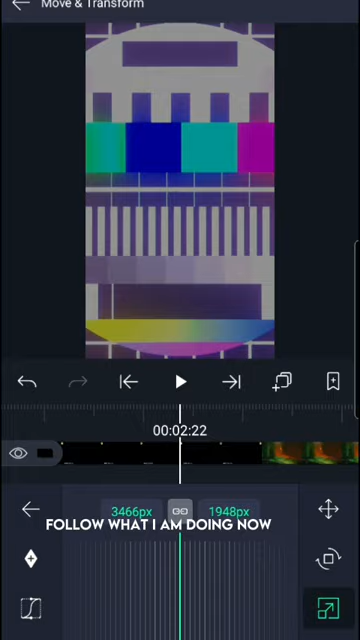 Move & Transform
00:02:22
3466px 1948px
FOLLOW WHAT I AM DOING NOW